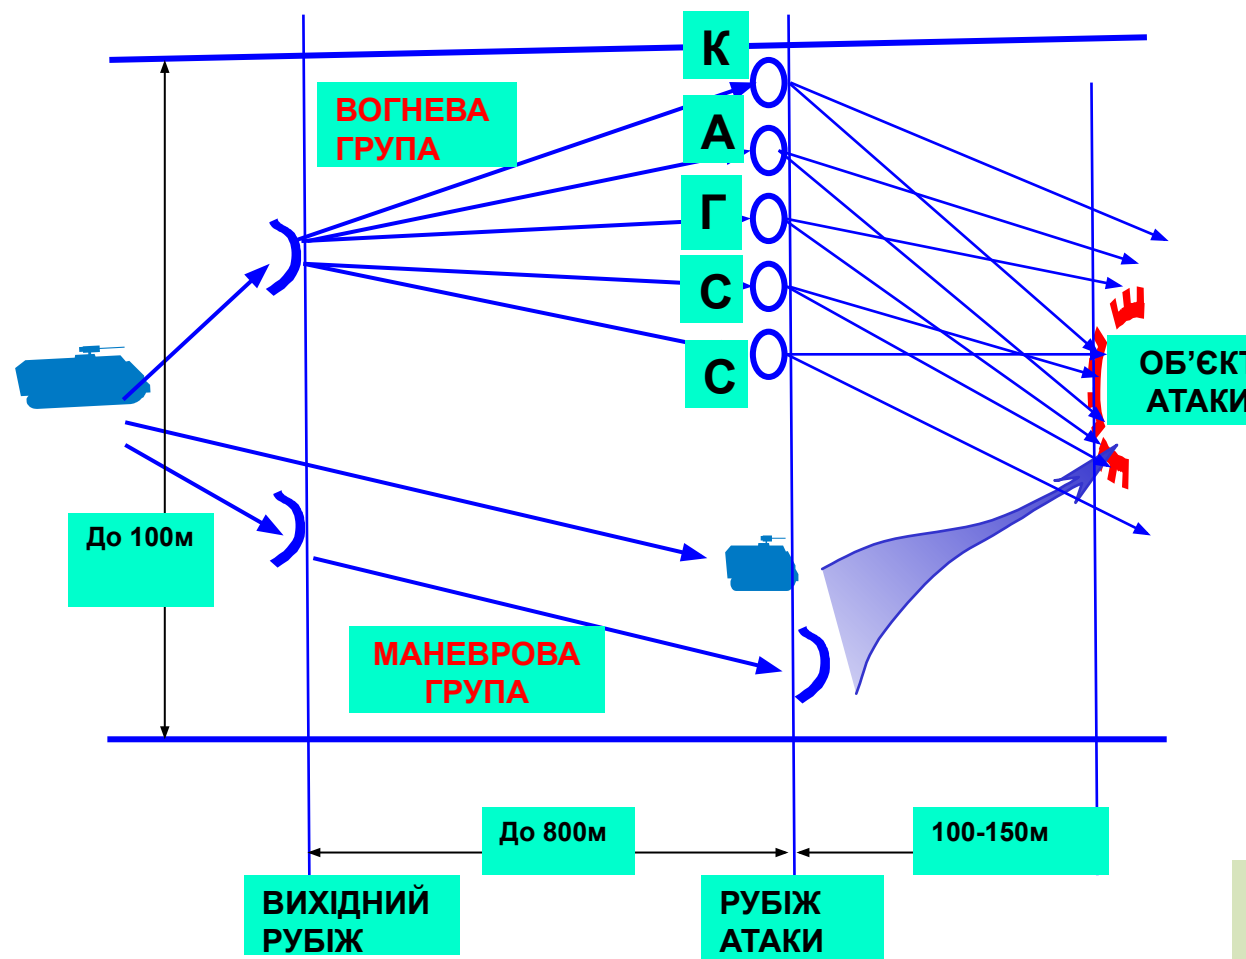 К
ВОГНЕВА
ГРУПА
А
Г
С
С
ОБ’ЄКТ
АТАКИ
До 100м
МАНЕВРОВА
ГРУПА
До 800м
100-150м
ВИХІДНИЙ
РУБІЖ
РУБІЖ
АТАКИ